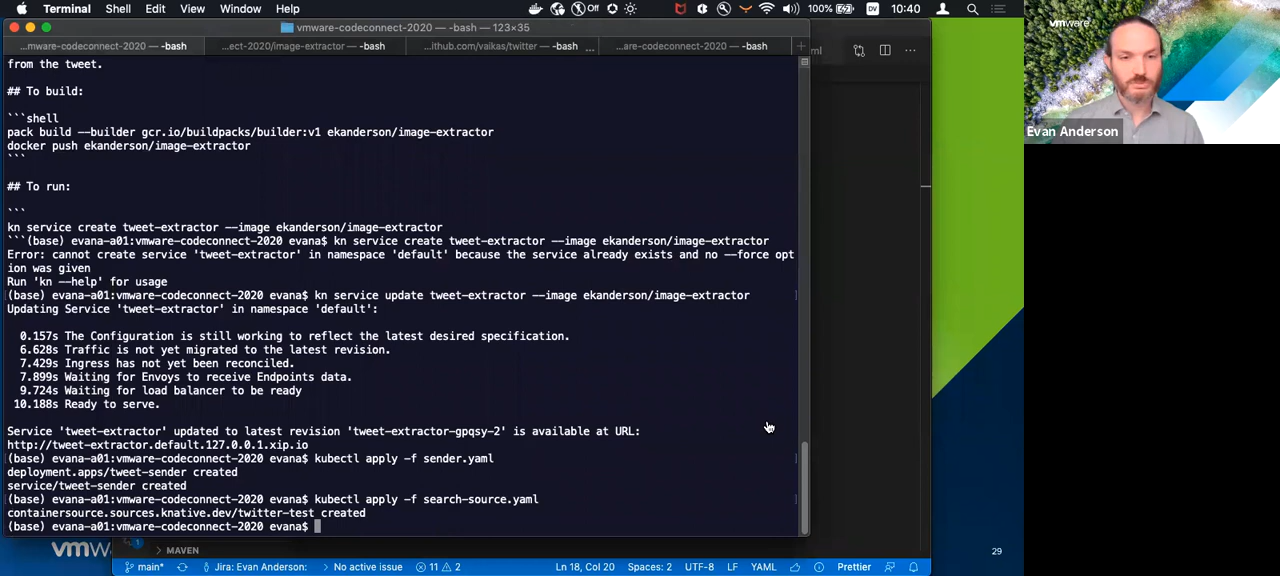 Terminal Shell Edit View Window Help
Off 100% DV 10:40
vmware-codeconnect-2020 — -bash — 123×35
...mware-codeconnect-2020 — -bash ...ect-2020/image-extractor — -bash ...ithub.com/vaikas/twitter — -bash ... ...are-codeconnect-2020 — -bash +
ml
from the tweet.
## To build:
```shell
pack build --builder gcr.io/buildpacks/builder:v1 ekanderson/image-extractor
docker push ekanderson/image-extractor
```
## To run:
```
kn service create tweet-extractor --image ekanderson/image-extractor
```(base) evana-a01:vmware-codeconnect-2020 evana$ kn service create tweet-extractor --image ekanderson/image-extractor
Error: cannot create service 'tweet-extractor' in namespace 'default' because the service already exists and no --force opt
ion was given
Run 'kn --help' for usage
(base) evana-a01:vmware-codeconnect-2020 evana$ kn service update tweet-extractor --image ekanderson/image-extractor
Updating Service 'tweet-extractor' in namespace 'default':
0.157s The Configuration is still working to reflect the latest desired specification.
6.628s Traffic is not yet migrated to the latest revision.
7.429s Ingress has not yet been reconciled.
7.899s Waiting for Envoys to receive Endpoints data.
9.724s Waiting for load balancer to be ready
10.188s Ready to serve.
Service 'tweet-extractor' updated to latest revision 'tweet-extractor-gpqsy-2' is available at URL:
http://tweet-extractor.default.127.0.0.1.xip.io
(base) evana-a01:vmware-codeconnect-2020 evana$ kubectl apply -f sender.yaml
deployment.apps/tweet-sender created
service/tweet-sender created
(base) evana-a01:vmware-codeconnect-2020 evana$ kubectl apply -f search-source.yaml
containersource.sources.knative.dev/twitter-test created
(base) evana-a01:vmware-codeconnect-2020 evana$
vmware
Evan Anderson
vmw
1
> MAVEN
29
main* Jira: Evan Anderson: > No active issue 11 2 Ln 18, Col 20 Spaces: 2 UTF-8 LF YAML Prettier